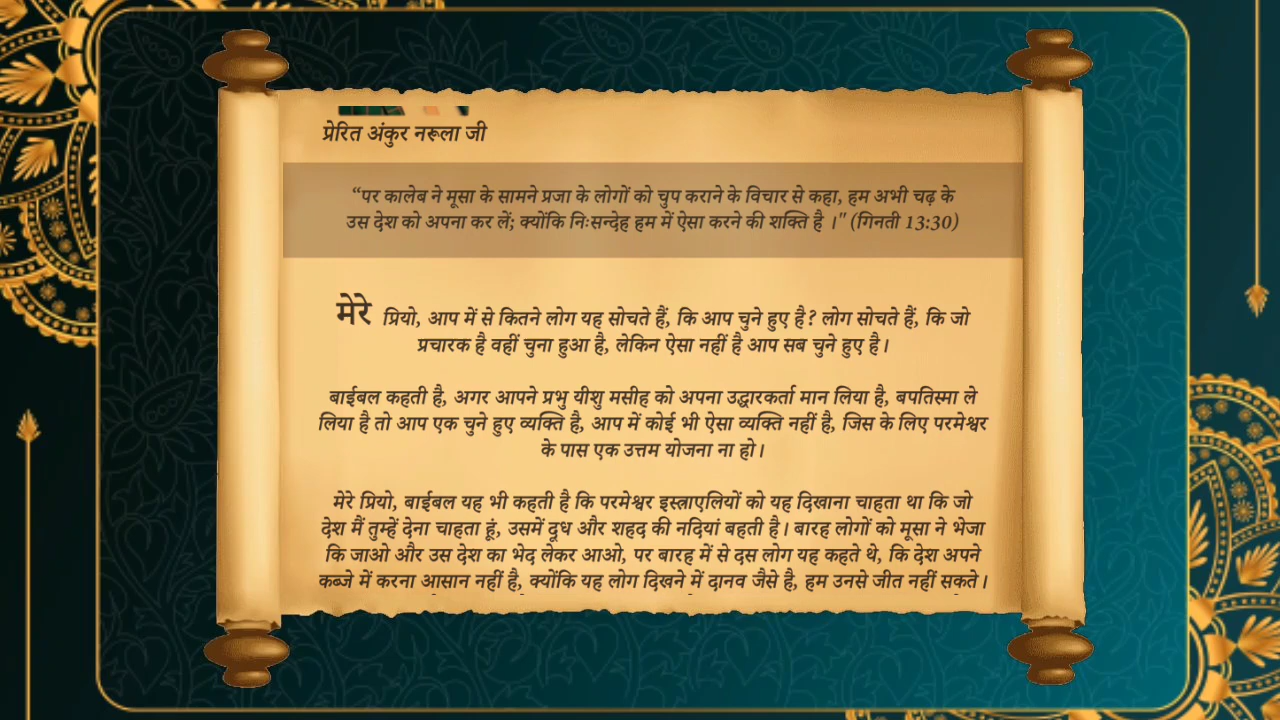 प्रेरित अंकुर नरूला जी
“पर कालेब ने मूसा के सामने प्रजा के लोगों को चुप कराने के विचार से कहा, हम अभी चढ़ के
उस देश को अपना कर लें; क्योंकि निःसन्देह हम में ऐसा करने की शक्ति है ।" (गिनती 13:30)
मेरे प्रियो, आप में से कितने लोग यह सोचते हैं, कि आप चुने हुए है? लोग सोचते हैं, कि जो
प्रचारक है वहीं चुना हुआ है, लेकिन ऐसा नहीं है आप सब चुने हुए है।
बाईबल कहती है, अगर आपने प्रभु यीशु मसीह को अपना उद्धारकर्ता मान लिया है, बपतिस्मा ले
लिया है तो आप एक चुने हुए व्यक्ति है, आप में कोई भी ऐसा व्यक्ति नहीं है, जिस के लिए परमेश्वर
के पास एक उत्तम योजना ना हो।
मेरे प्रियो, बाईबल यह भी कहती है कि परमेश्वर इस्त्राएलियों को यह दिखाना चाहता था कि जो
देश मैं तुम्हें देना चाहता हूं, उसमें दूध और शहद की नदियां बहती है। बारह लोगों को मूसा ने भेजा
कि जाओ और उस देश का भेद लेकर आओ, पर बारह में से दस लोग यह कहते थे, कि देश अपने
कब्जे में करना आसान नहीं है, क्योंकि यह लोग दिखने में दानव जैसे है, हम उनसे जीत नहीं सकते।